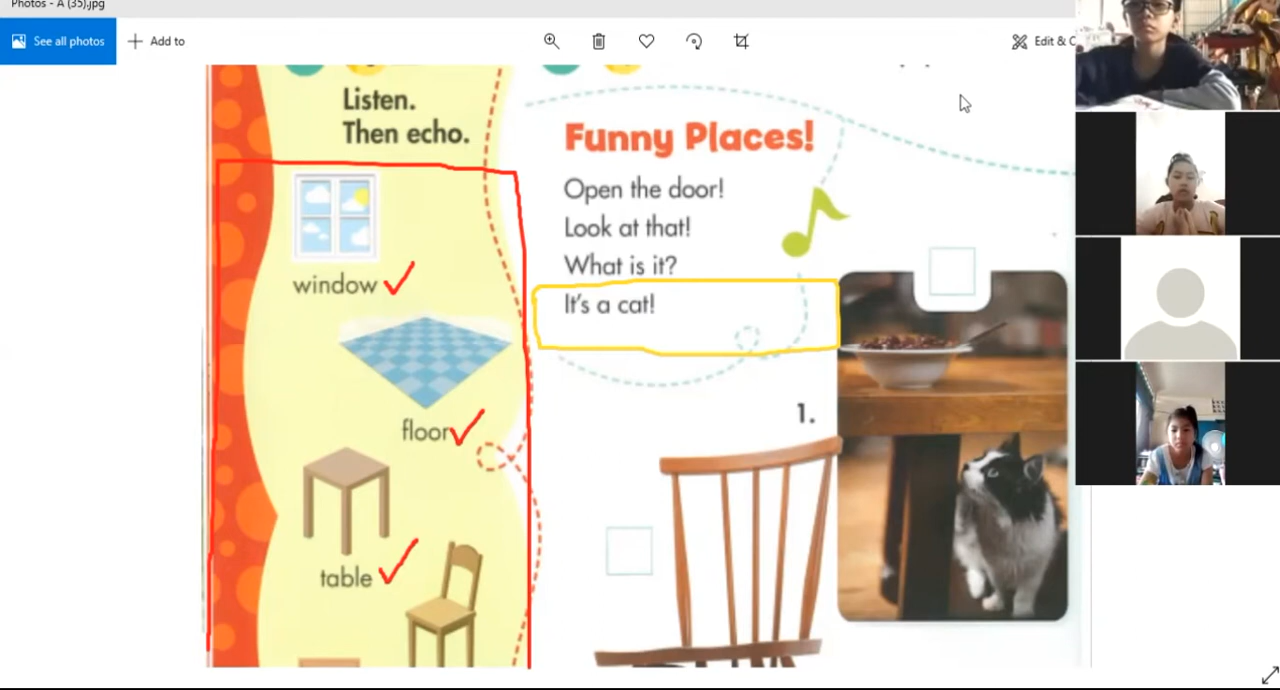 Photos - A (35).jpg
See all photos
Add to
Edit & C
Listen.
Then echo.
window
floor
table
Funny Places!
Open the door!
Look at that!
What is it?
It's a cat!
1.